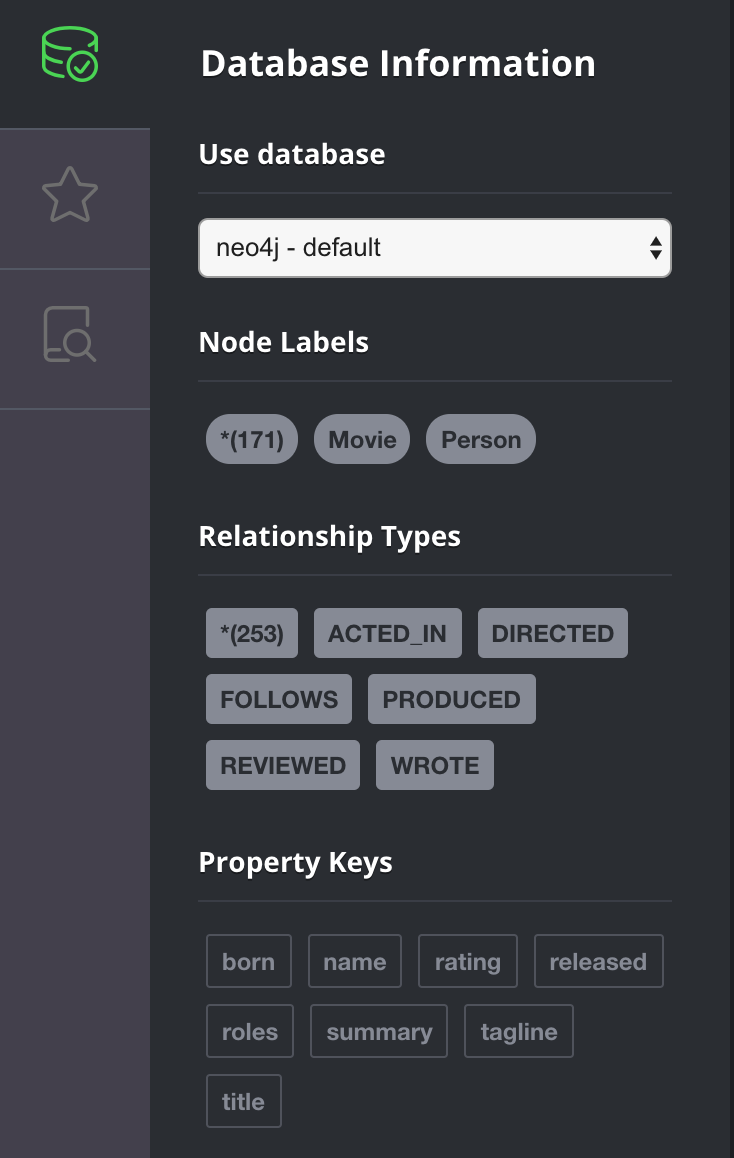 Database Information
Use database
neo4j - default
Node Labels
*(171) Movie Person
Relationship Types
*(253) ACTED_IN DIRECTED
FOLLOWS PRODUCED
REVIEWED WROTE
Property Keys
born name rating released
roles summary tagline
title